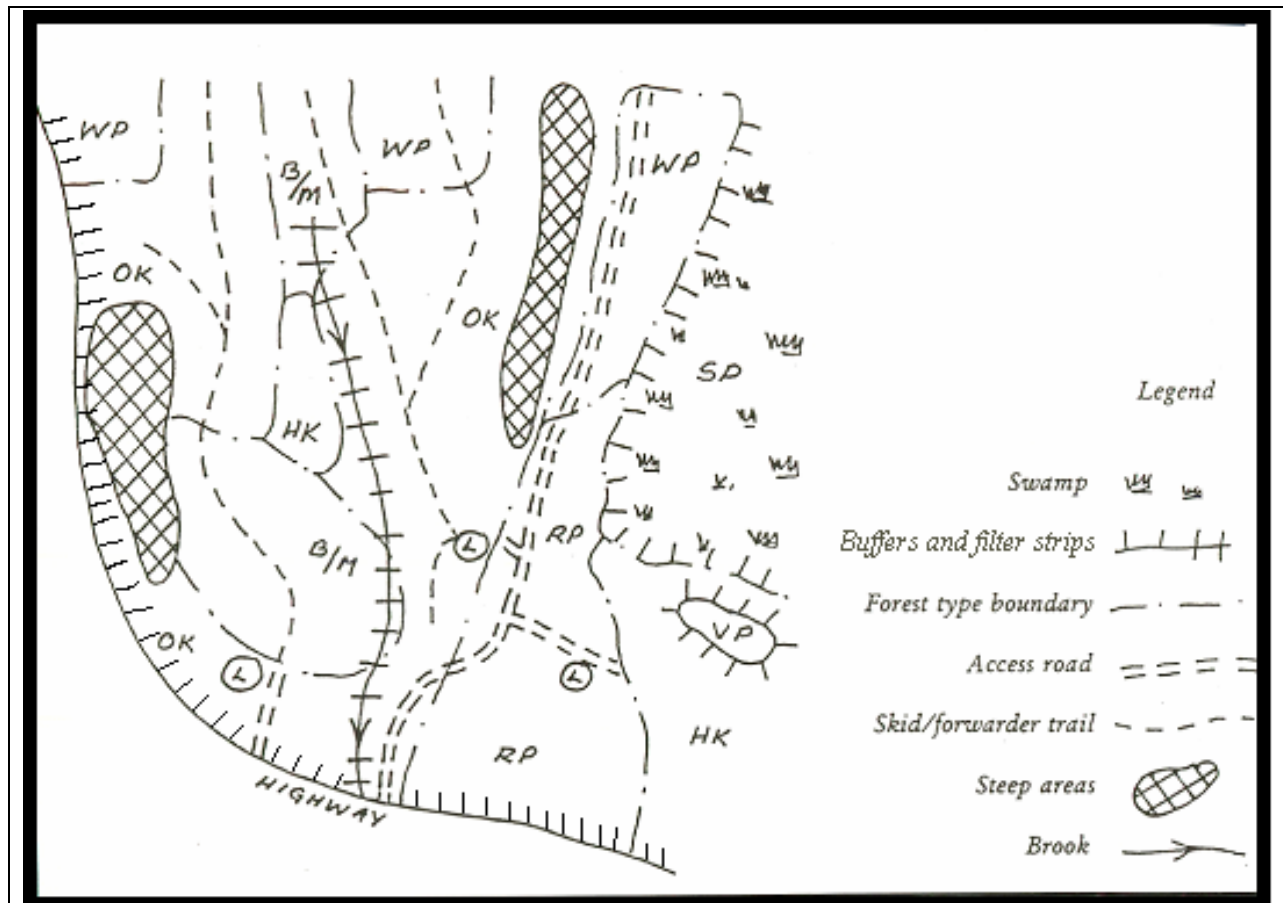 WP
WP
WP
B/M
OK
OK
SP
HK
RP
B/M
OK
L
L
L
VP
HK
RP
HIGHWAY
Legend
Swamp
Buffers and filter strips
Forest type boundary
Access road
Skid/forwarder trail
Steep areas
Brook